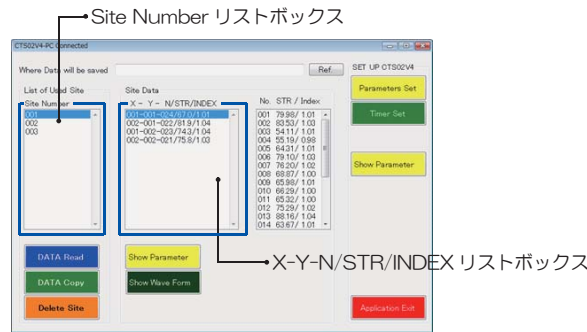 Site Number リストボックス
CTS02V4-PC Connected
Where Data will be saved
Ref.
SET UP CTS02V4
List of Used Site
Site Data
Parameters Set
Site Number
X - Y - N/STR/INDEX
No. STR / Index
001
002
003
001-001-024/87.0/1.01
002-001-022/81.9/1.04
001-002-023/74.3/1.04
002-002-021/75.8/1.03
001 79.98/ 1.01
002 83.53/ 1.03
003 54.11/ 1.01
004 55.19/ 0.98
005 64.31/ 1.01
006 79.10/ 1.03
007 76.20/ 1.02
008 68.87/ 1.00
009 65.98/ 1.01
010 66.29/ 1.00
011 65.32/ 1.00
012 75.29/ 1.02
013 88.16/ 1.04
014 63.67/ 1.01
Timer Set
Show Parameter
DATA Read
Show Parameter
X-Y-N/STR/INDEX リストボックス
DATA Copy
Show Wave Form
Delete Site
Application Exit